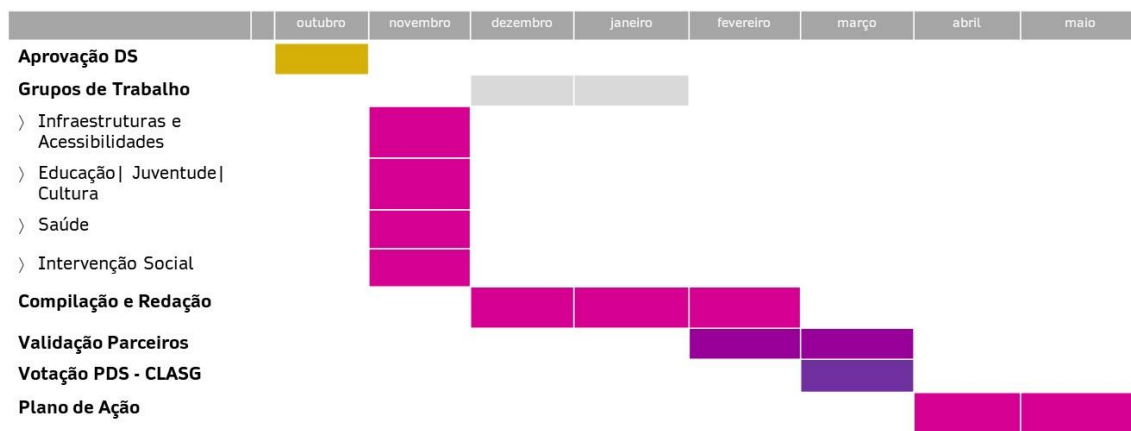 outubro novembro dezembro janeiro fevereiro março abril maio
Aprovação DS
Grupos de Trabalho
〉 Infraestruturas e
Acessibilidades
〉 Educação| Juventude|
Cultura
〉 Saúde
〉 Intervenção Social
Compilação e Redação
Validação Parceiros
Votação PDS - CLASG
Plano de Ação